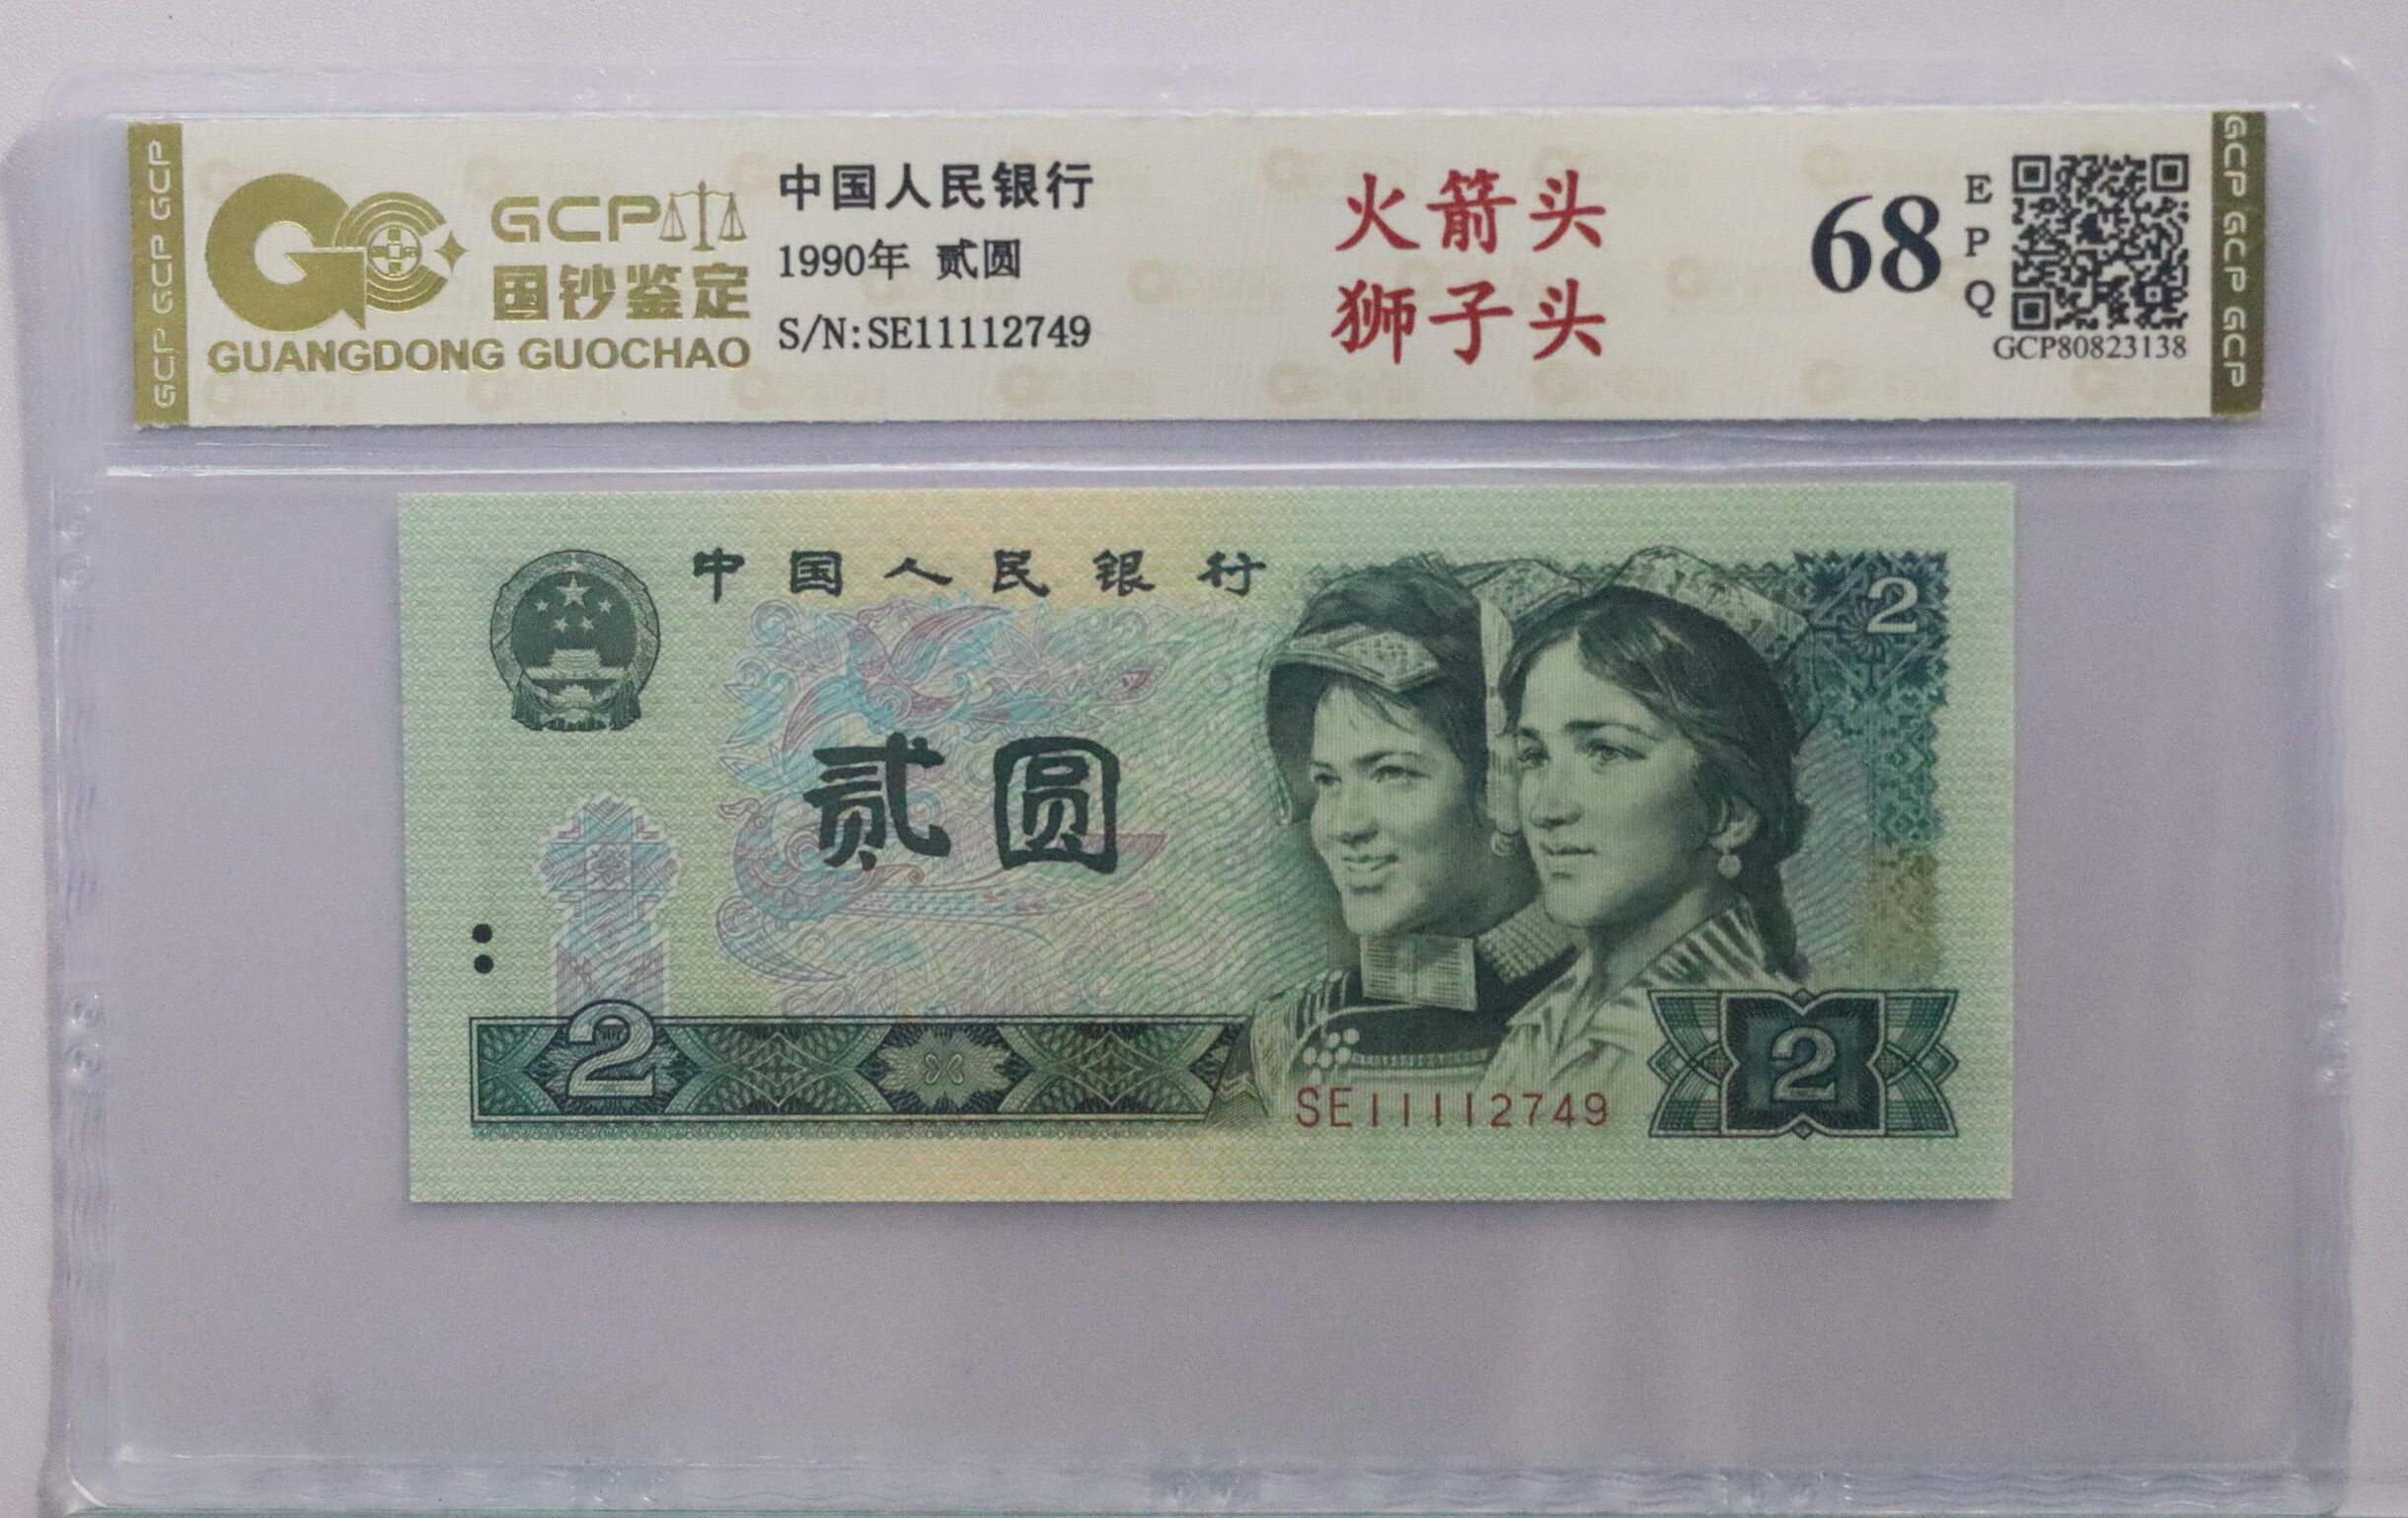 GCP GCP GCP
GCP
国钞鉴定
GUANGDONG GUOCHAO
中国人民银行
1990年 贰圆
S/N:SE11112749
火箭头
狮子头
68
EPQ
GCP80823138
GCP GCP GCP
中国人民银行
2
贰圆
2
SE11112749
2